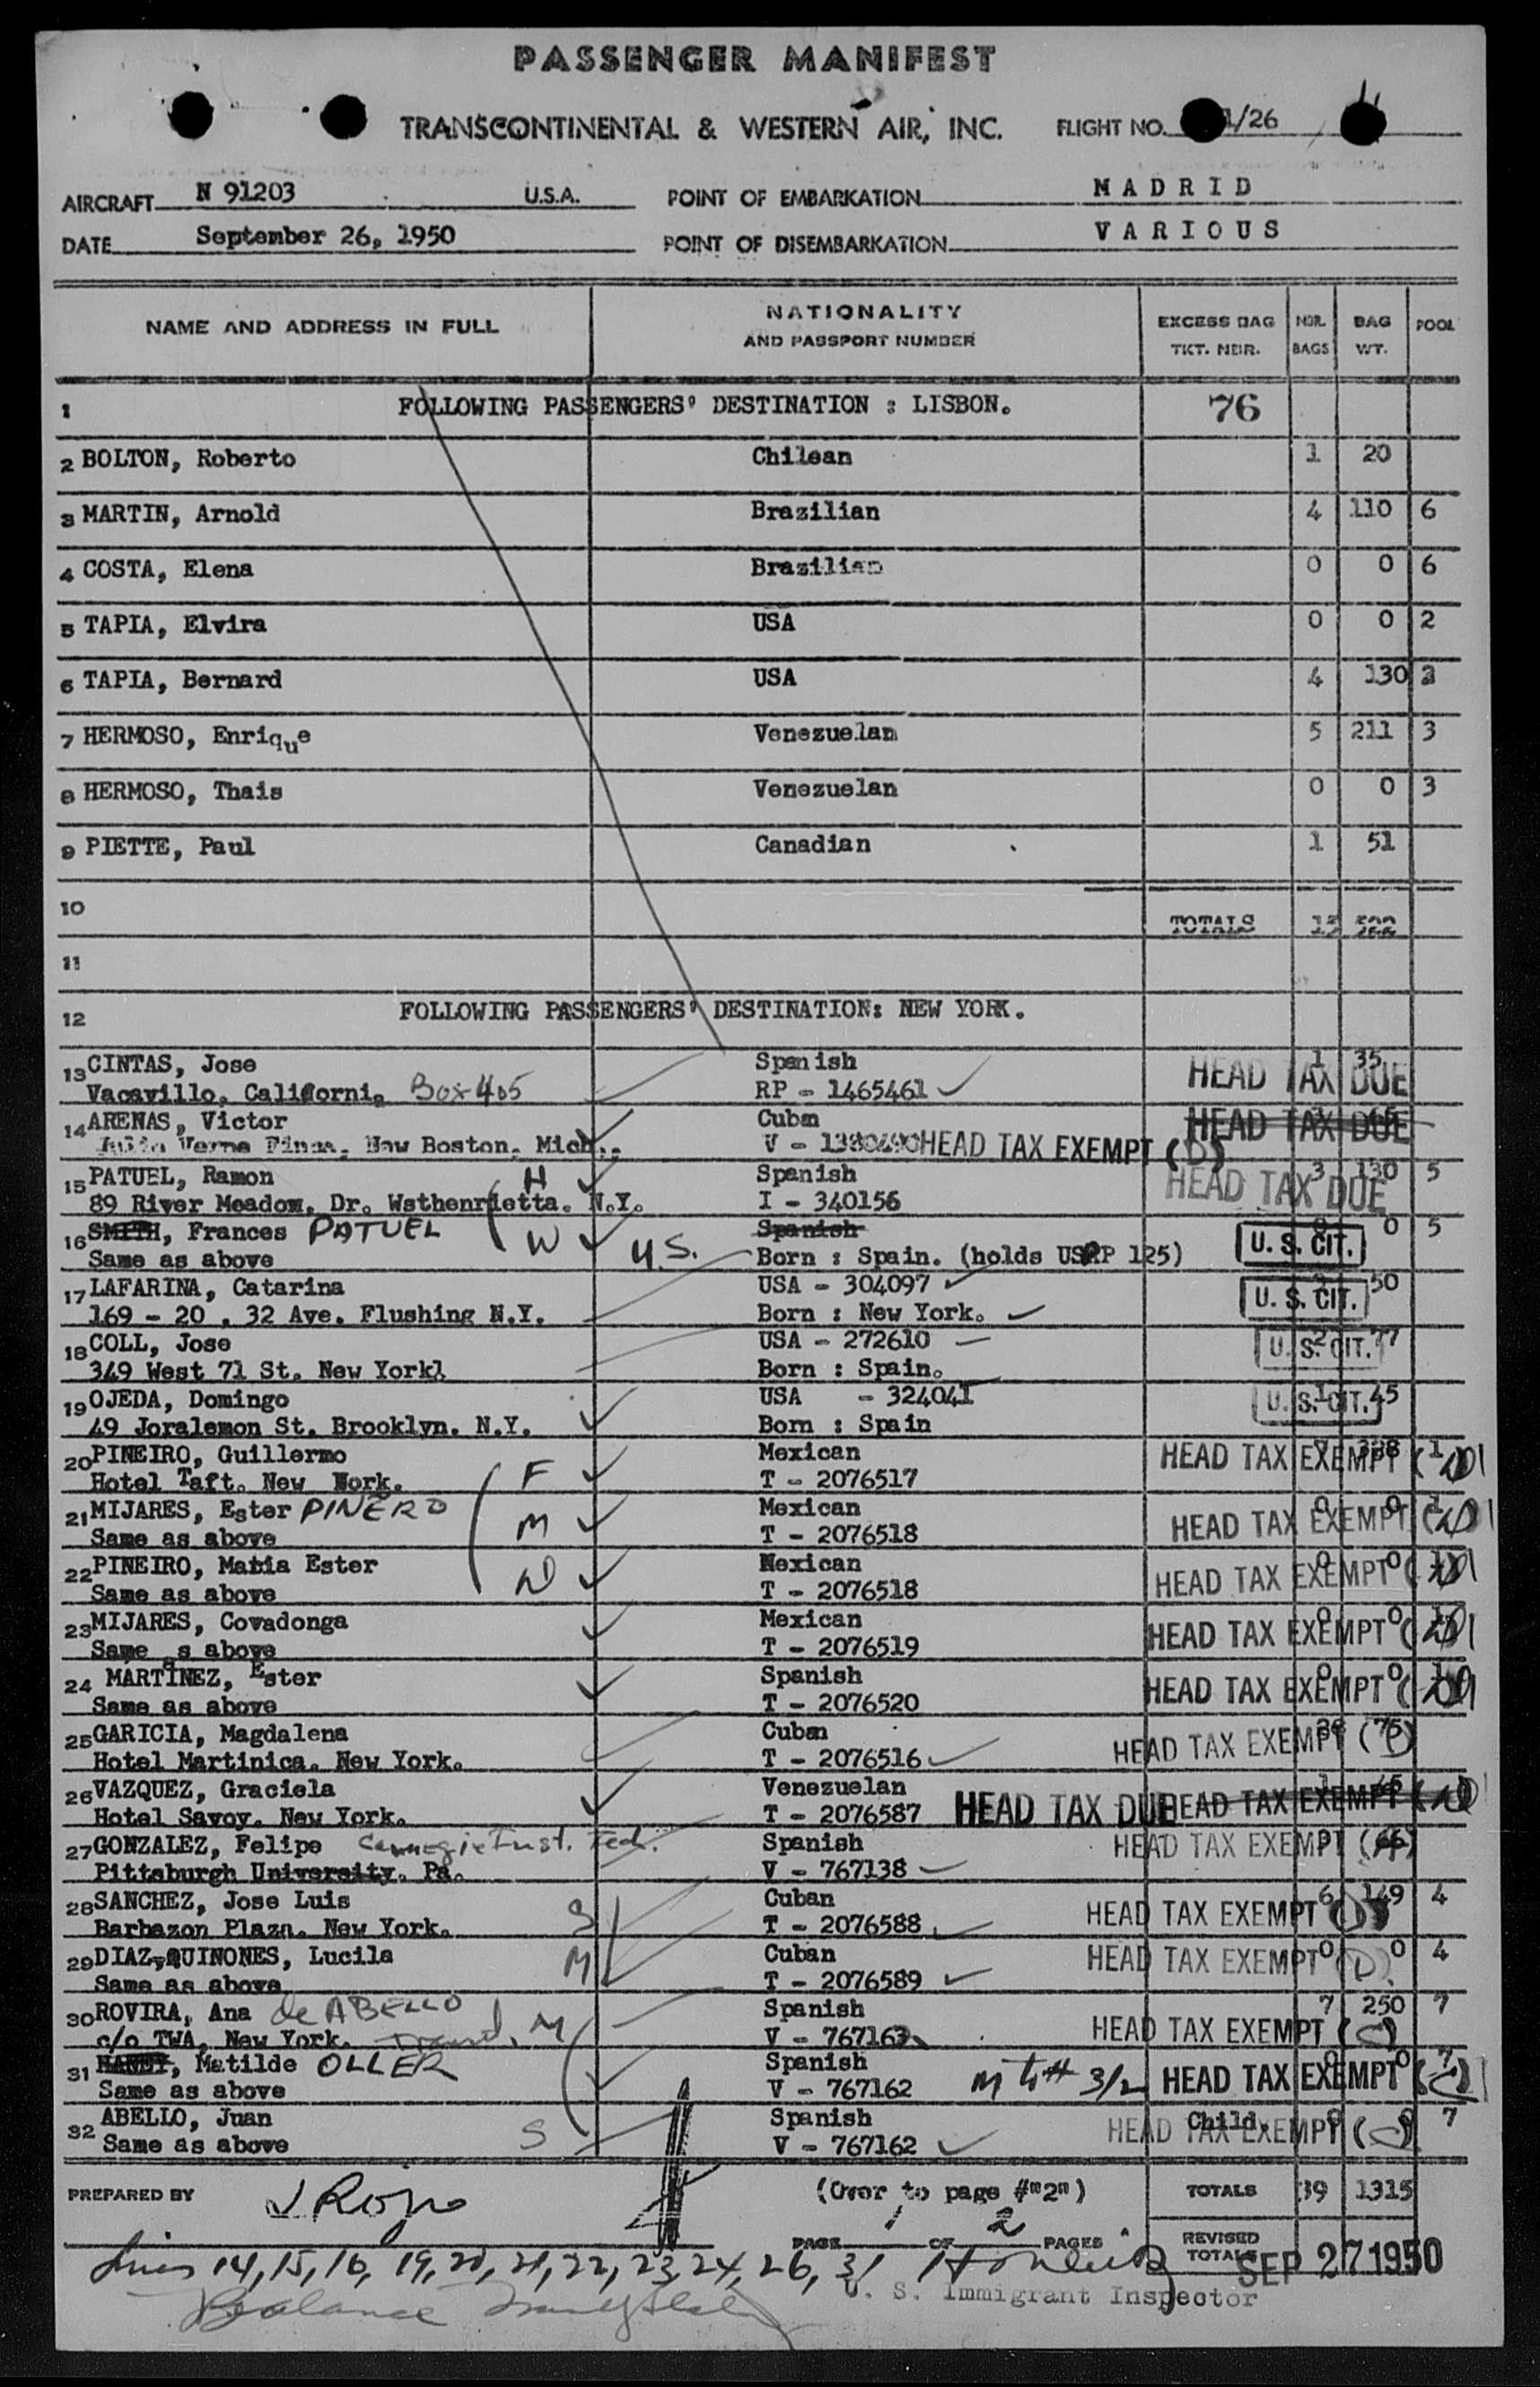 PASSENGER MANIFEST
TRANSCONTINENTAL & WESTERN AIR, INC. FLIGHT NO. 1/26
AIRCRAFT N 91203 U.S.A. POINT OF EMBARKATION MADRID
DATE September 26, 1950 POINT OF DISEMBARKATION VARIOUS
NAME AND ADDRESS IN FULL NATIONALITY AND PASSPORT NUMBER EXCESS BAG TKT. NBR. NBR. BAGS BAG WT. POOL
1 FOLLOWING PASSENGERS' DESTINATION : LISBON. 76
2 BOLTON, Roberto Chilean 1 20
3 MARTIN, Arnold Brazilian 4 110 6
4 COSTA, Elena Brazilian 0 0 6
5 TAPIA, Elvira USA 0 0 2
6 TAPIA, Bernard USA 4 130 2
7 HERMOSO, Enrique Venezuelan 5 211 3
8 HERMOSO, Thais Venezuelan 0 0 3
9 PIETTE, Paul Canadian 1 51
10 TOTALS 15 522
11
12 FOLLOWING PASSENGERS' DESTINATION: NEW YORK.
13 CINTAS, Jose Spanish 1 35
Vacavillo, Californi. Box 405 RP - 1465461 HEAD TAX DUE
14 ARENAS, Victor Cuban HEAD TAX DUE
New Boston, Mich. V - HEAD TAX EXEMPT (D)
15 PATUEL, Ramon H Spanish 3 130 5
89 River Meadow, Dr. Wsthenrietta. N.Y. I - 340156 HEAD TAX DUE
16 SMITH, Frances PATUEL W Spanish 0 0 5
Same as above U.S. Born : Spain. (holds USRP 125) U. S. CIT.
17 LAFARINA, Catarina USA - 304097 50
169 - 20 . 32 Ave. Flushing N.Y. Born : New York. U. S. CIT.
18 COLL, Jose USA - 272610 2 77
349 West 71 St. New York Born : Spain. U. S. CIT.
19 OJEDA, Domingo USA - 324041 1 45
49 Joralemon St. Brooklyn. N.Y. Born : Spain U. S. CIT.
20 PINEIRO, Guillermo F Mexican 1
Hotel Taft. New York. T - 2076517 HEAD TAX EXEMPT (D)
21 MIJARES, Ester PINERO M Mexican 0 0 1
Same as above T - 2076518 HEAD TAX EXEMPT (D)
22 PINEIRO, Maria Ester D Mexican 0 0 1
Same as above T - 2076518 HEAD TAX EXEMPT (D)
23 MIJARES, Covadonga Mexican 0 0 1
Same as above T - 2076519 HEAD TAX EXEMPT (D)
24 MARTINEZ, Ester Spanish 0 0 1
Same as above T - 2076520 HEAD TAX EXEMPT (D)
25 GARICIA, Magdalena Cuban 75
Hotel Martinica. New York. T - 2076516 HEAD TAX EXEMPT (D)
26 VAZQUEZ, Graciela Venezuelan 1
Hotel Savoy. New York. T - 2076587 HEAD TAX DUE HEAD TAX EXEMPT (D)
27 GONZALEZ, Felipe Carnegie Inst. Tech. Spanish 66
Pittsburgh University. Pa. V - 767138 HEAD TAX EXEMPT
28 SANCHEZ, Jose Luis S Cuban 6 149 4
Barbazon Plaza. New York. T - 2076588 HEAD TAX EXEMPT (D)
29 DIAZ-QUINONES, Lucila M Cuban 0 0 4
Same as above T - 2076589 HEAD TAX EXEMPT (D)
30 ROVIRA, Ana de ABELLO Spanish 7 250 7
c/o TWA, New York. M V - 767163 HEAD TAX EXEMPT (C)
31 Matilde OLLER Spanish 0 0 7
Same as above V - 767162 3/2 HEAD TAX EXEMPT (C)
32 ABELLO, Juan Spanish Child. 0 0 7
Same as above S V - 767162 HEAD TAX EXEMPT (C)
PREPARED BY J Rojo (Over to page #"2") TOTALS 39 1315
PAGE 1 OF 2 PAGES REVISED TOTALS SEP 27 1950
Lines 14, 15, 16, 19, 20, 21, 22, 23, 24, 26, 31
U. S. Immigrant Inspector
Balance